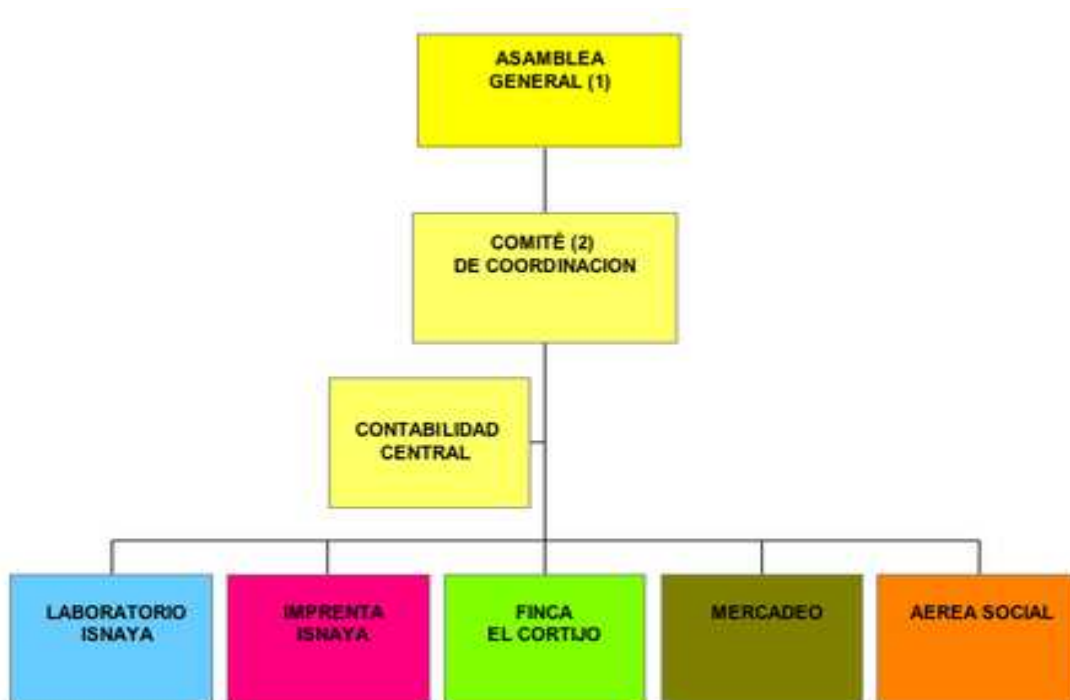 ASAMBLEA
GENERAL (1)
COMITÉ (2)
DE COORDINACION
CONTABILIDAD
CENTRAL
LABORATORIO
ISNAYA
IMPRENTA
ISNAYA
FINCA
EL CORTIJO
MERCADEO
AEREA SOCIAL